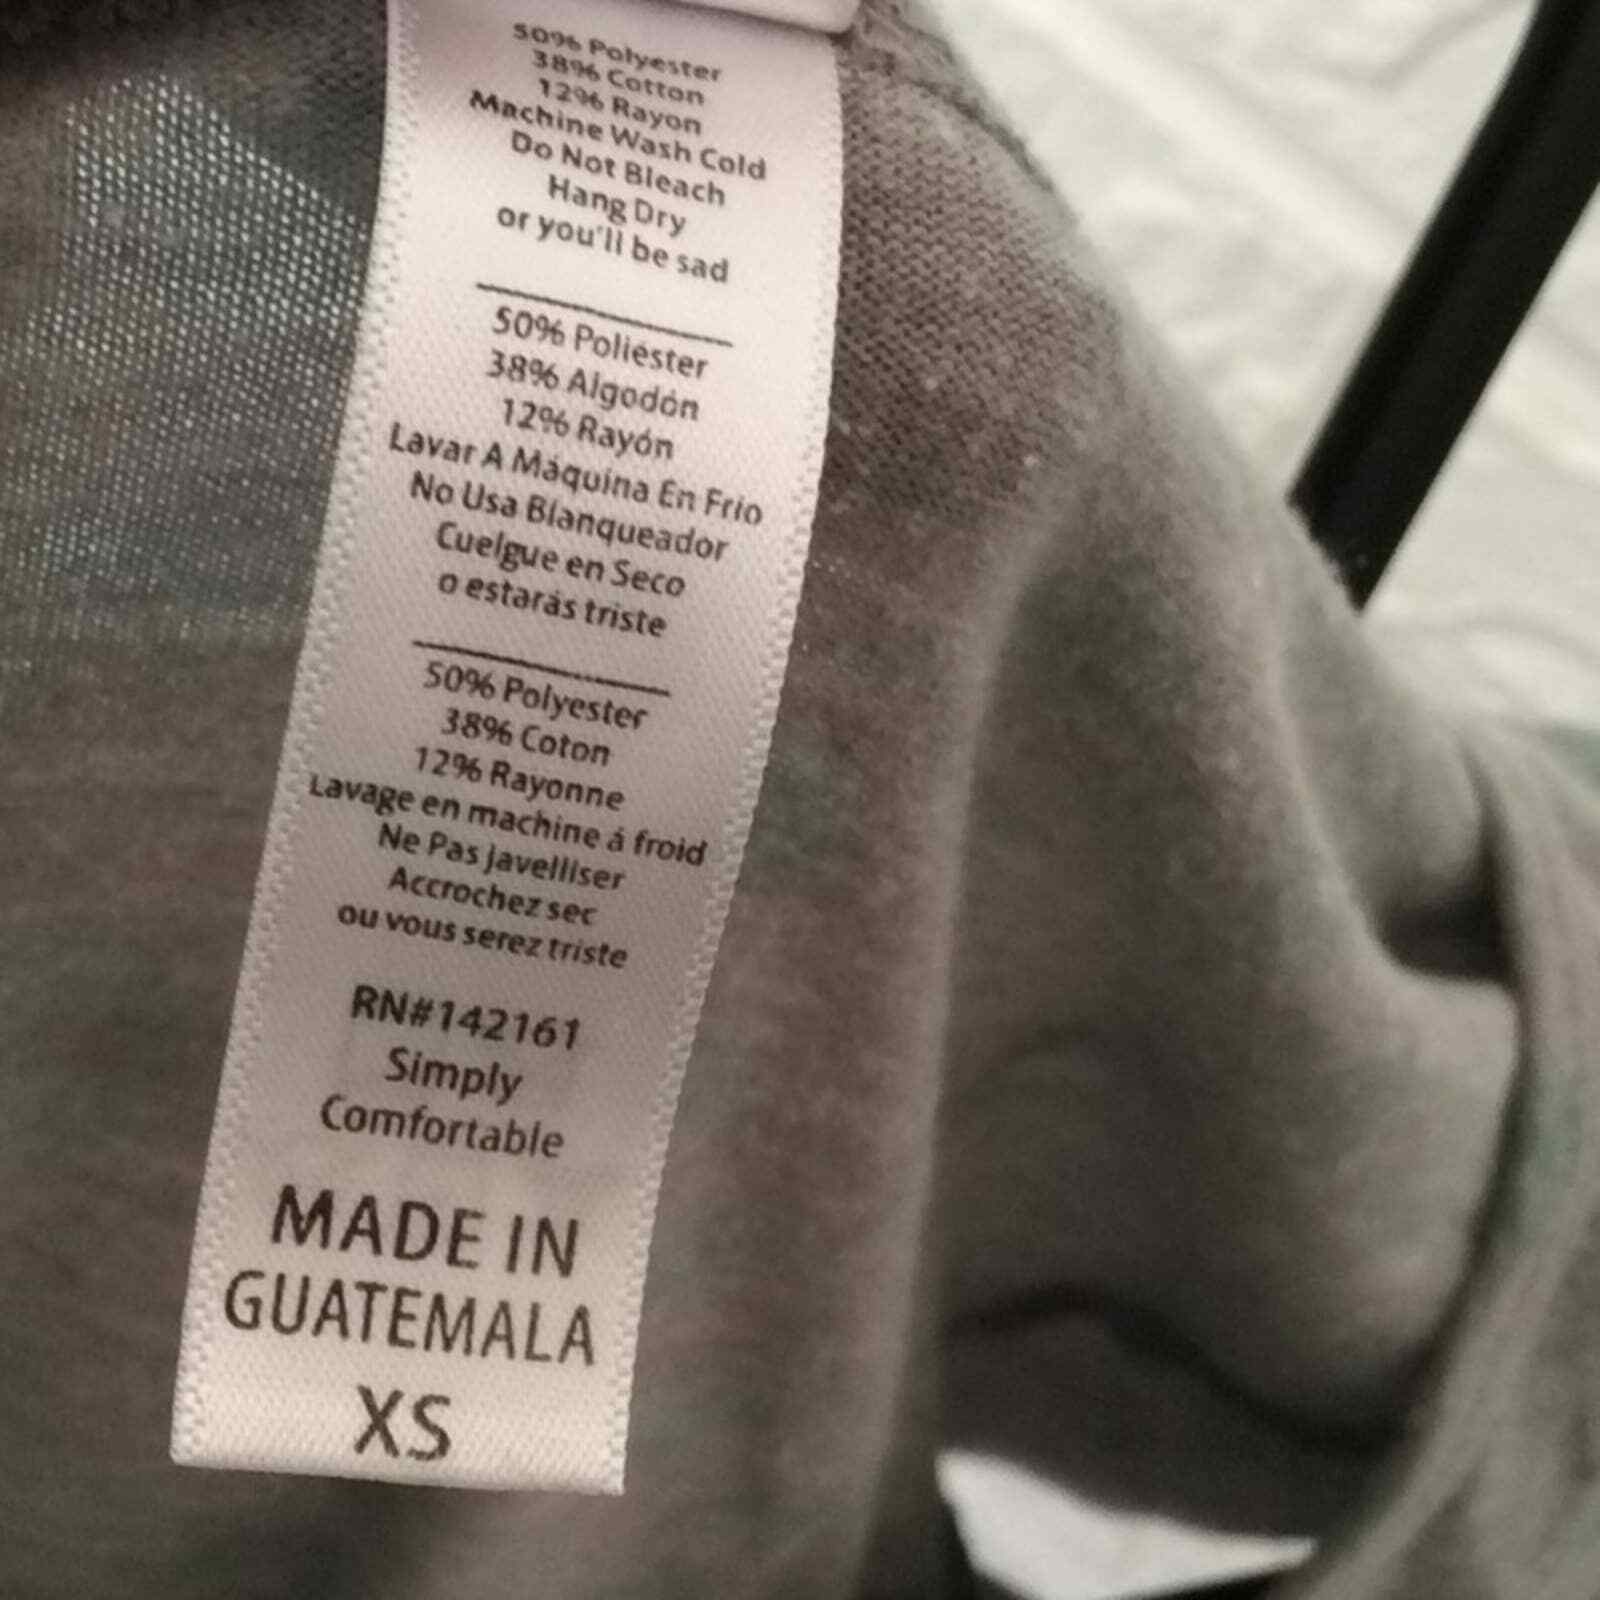 50% Polyester
38% Cotton
12% Rayon
Machine Wash Cold
Do Not Bleach
Hang Dry
or you'll be sad
50% Poliéster
38% Algodón
12% Rayón
Lavar A Máquina En Frio
No Usa Blanqueador
Cuelgue en Seco
o estarás triste
50% Polyester
38% Coton
12% Rayonne
Lavage en machine á froid
Ne Pas javelliser
Accrochez sec
ou vous serez triste
RN#142161
Simply
Comfortable
MADE IN
GUATEMALA
XS